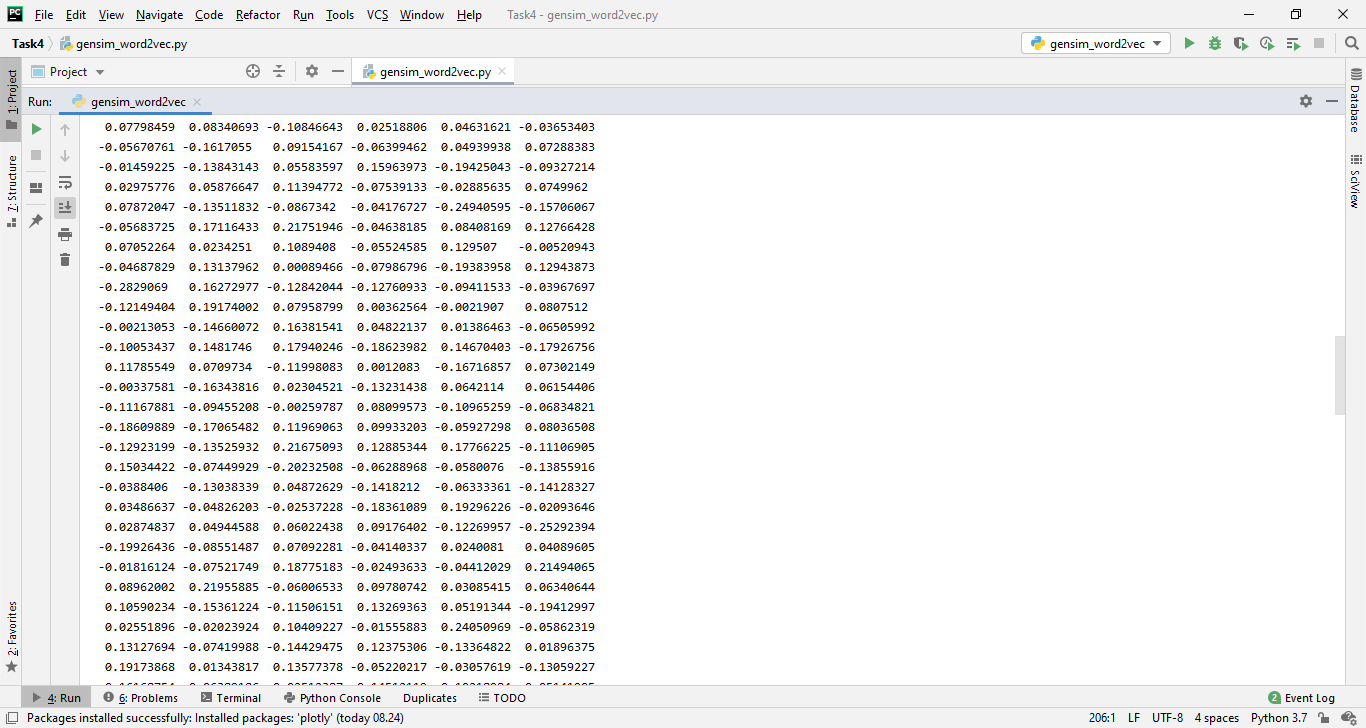 PC File Edit View Navigate Code Refactor Run Tools VCS Window Help Task4 - gensim_word2vec.py
Task4 gensim_word2vec.py gensim_word2vec
1: Project
7: Structure
2: Favorites
Project gensim_word2vec.py
Run: gensim_word2vec
0.07798459 0.08340693 -0.10846643 0.02518806 0.04631621 -0.03653403
-0.05670761 -0.1617055 0.09154167 -0.06399462 0.04939938 0.07288383
-0.01459225 -0.13843143 0.05583597 0.15963973 -0.19425043 -0.09327214
0.02975776 0.05876647 0.11394772 -0.07539133 -0.02885635 0.0749962
0.07872047 -0.13511832 -0.0867342 -0.04176727 -0.24940595 -0.15706067
-0.05683725 0.17116433 0.21751946 -0.04638185 0.08408169 0.12766428
0.07052264 0.0234251 0.1089408 -0.05524585 0.129507 -0.00520943
-0.04687829 0.13137962 0.00089466 -0.07986796 -0.19383958 0.12943873
-0.2829069 0.16272977 -0.12842044 -0.12760933 -0.09411533 -0.03967697
-0.12149404 0.19174002 0.07958799 0.00362564 -0.0021907 0.0807512
-0.00213053 -0.14660072 0.16381541 0.04822137 0.01386463 -0.06505992
-0.10053437 0.1481746 0.17940246 -0.18623982 0.14670403 -0.17926756
0.11785549 0.0709734 -0.11998083 0.0012083 -0.16716857 0.07302149
-0.00337581 -0.16343816 0.02304521 -0.13231438 0.0642114 0.06154406
-0.11167881 -0.09455208 -0.00259787 0.08099573 -0.10965259 -0.06834821
-0.18609889 -0.17065482 0.11969063 0.09933203 -0.05927298 0.08036508
-0.12923199 -0.13525932 0.21675093 0.12885344 0.17766225 -0.11106905
0.15034422 -0.07449929 -0.20232508 -0.06288968 -0.0580076 -0.13855916
-0.0388406 -0.13038339 0.04872629 -0.1418212 -0.06333361 -0.14128327
0.03486637 -0.04826203 -0.02537228 -0.18361089 0.19296226 -0.02093646
0.02874837 0.04944588 0.06022438 0.09176402 -0.12269957 -0.25292394
-0.19926436 -0.08551487 0.07092281 -0.04140337 0.0240081 0.04089605
-0.01816124 -0.07521749 0.18775183 -0.02493633 -0.04412029 0.21494065
0.08962002 0.21955885 -0.06006533 0.09780742 0.03085415 0.06340644
0.10590234 -0.15361224 -0.11506151 0.13269363 0.05191344 -0.19412997
0.02551896 -0.02023924 0.10409227 -0.01555883 0.24050969 -0.05862319
0.13127694 -0.07419988 -0.14429475 0.12375306 -0.13364822 0.01896375
0.19173868 0.01343817 0.13577378 -0.05220217 -0.03057619 -0.13059227
Database
SciView
4: Run 6: Problems Terminal Python Console Duplicates TODO 2 Event Log
Packages installed successfully: Installed packages: 'plotly' (today 08.24) 206:1 LF UTF-8 4 spaces Python 3.7